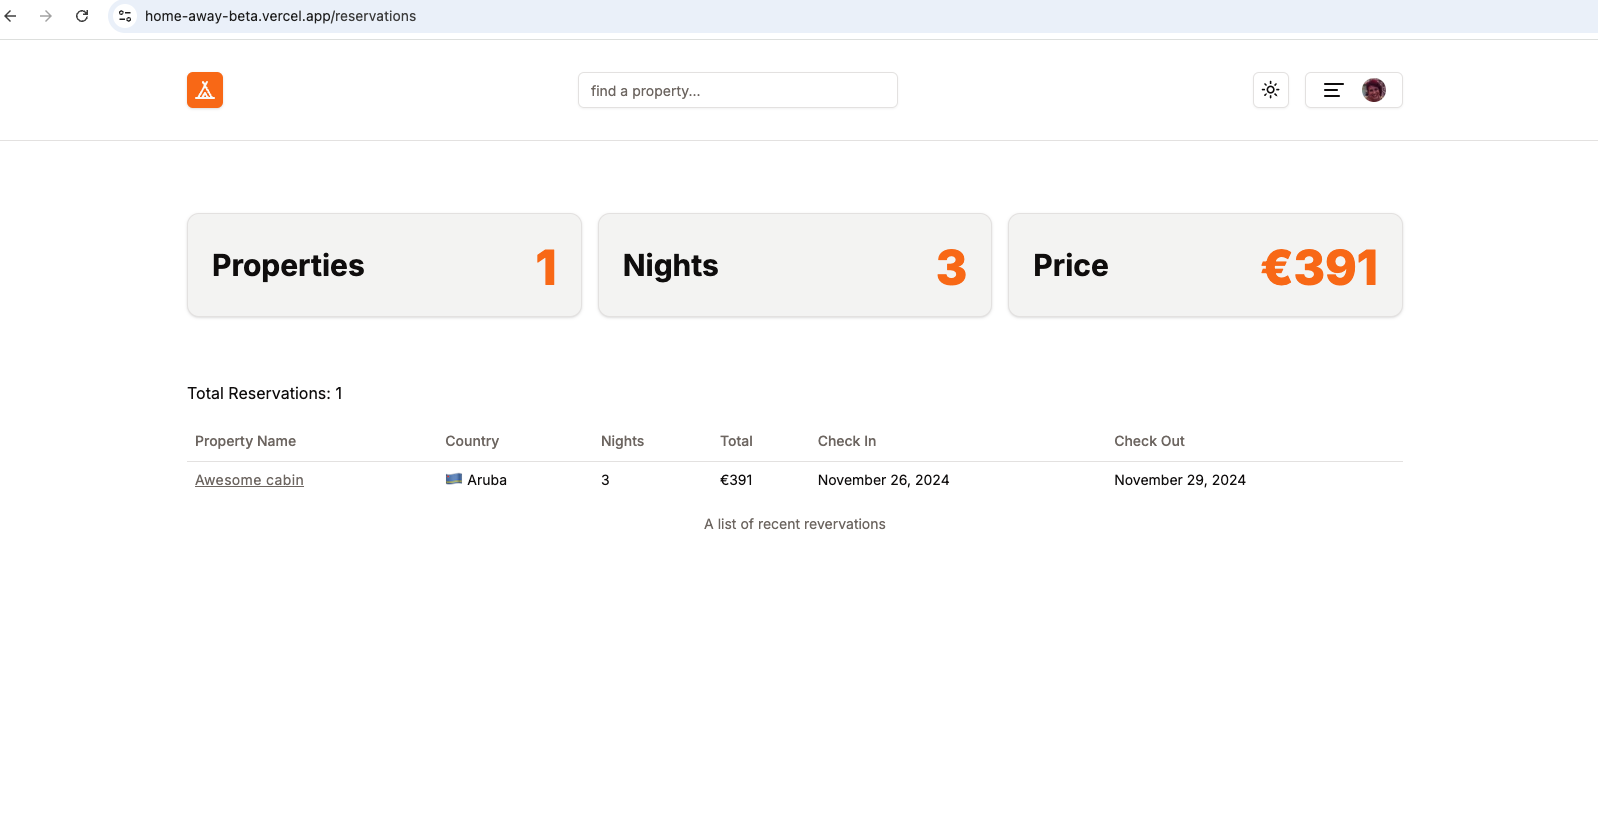 home-away-beta.vercel.app/reservations
find a property...
Properties 1
Nights 3
Price €391
Total Reservations: 1
Property Name Country Nights Total Check In Check Out
Awesome cabin Aruba 3 €391 November 26, 2024 November 29, 2024
A list of recent revervations